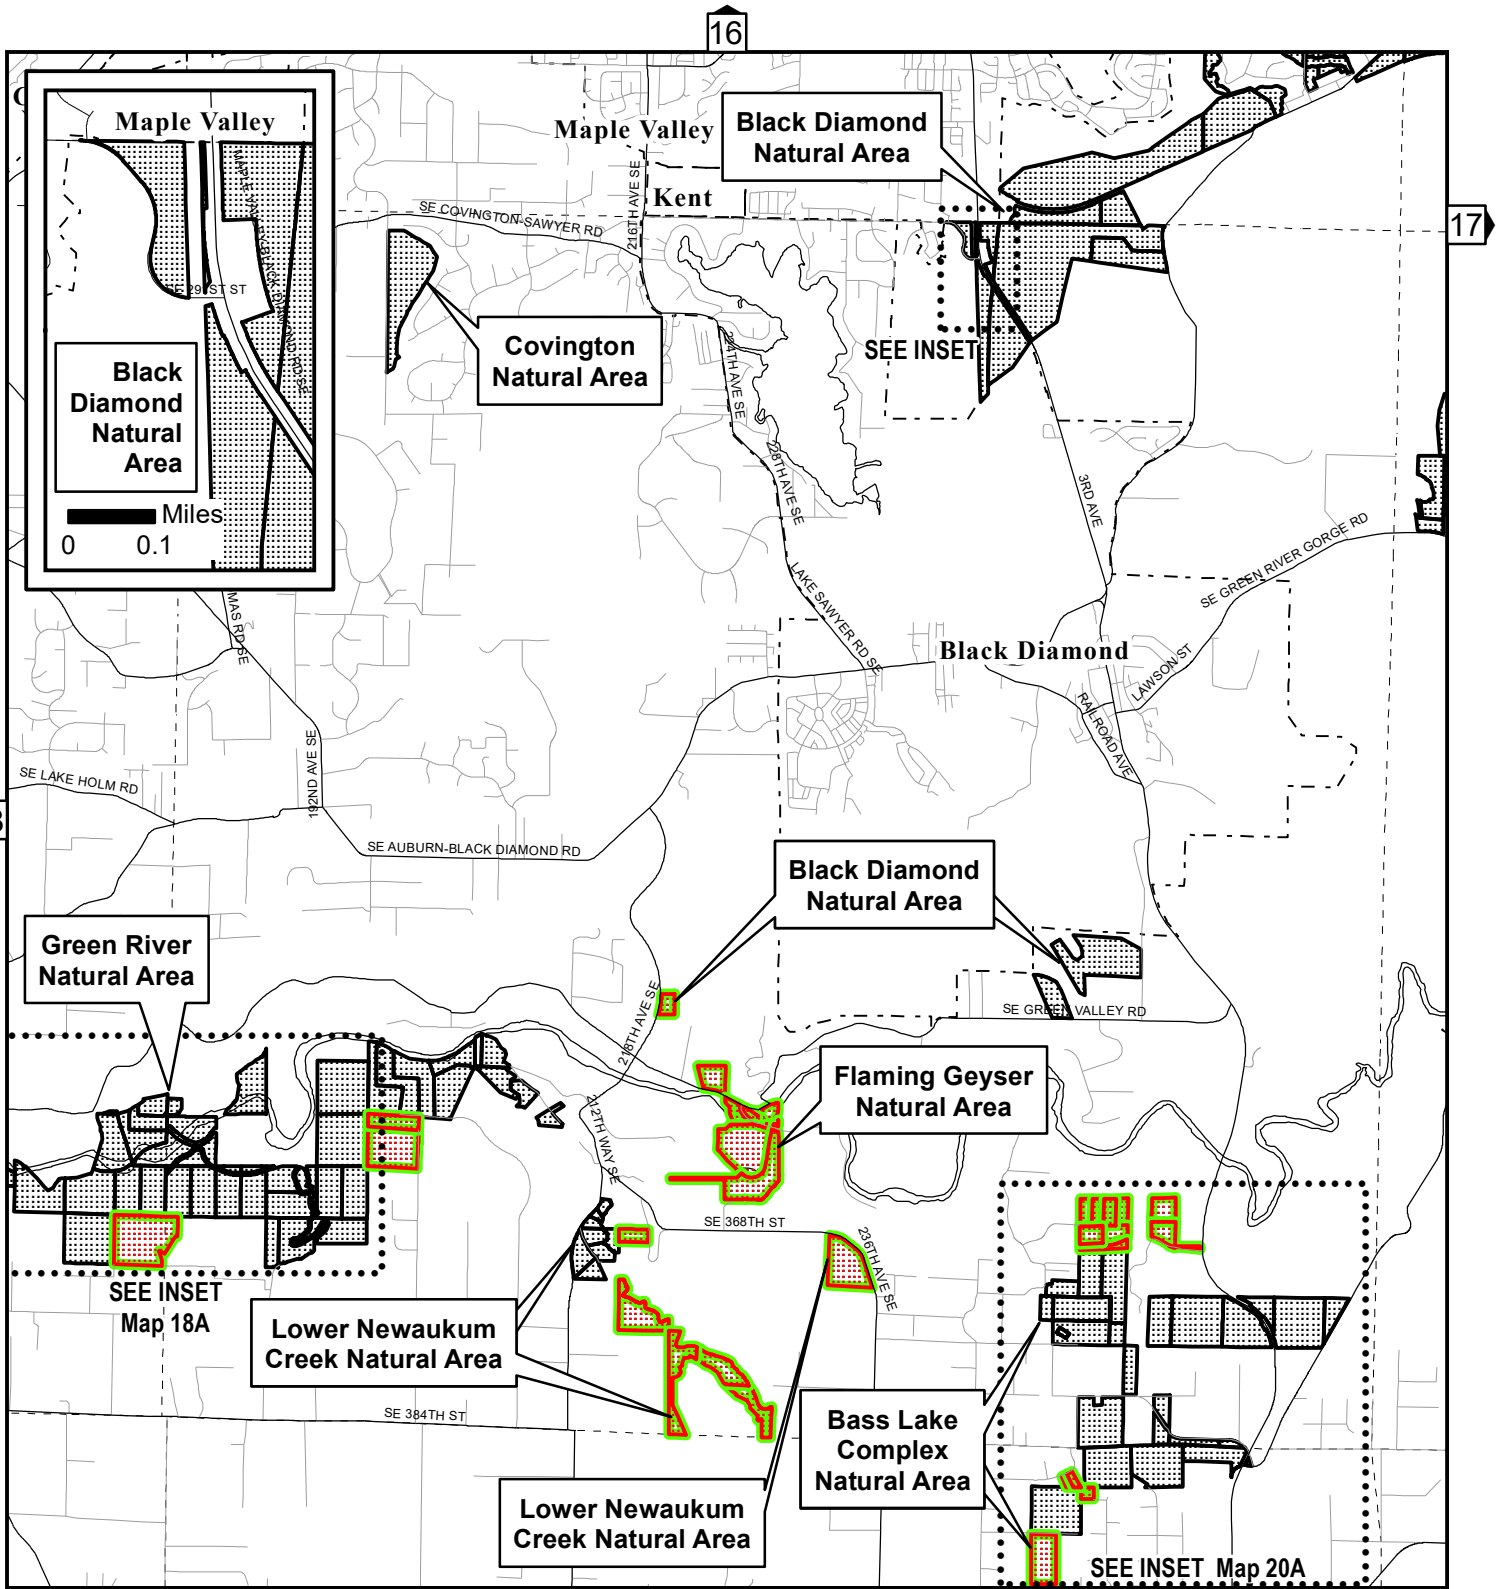 16
17
Maple Valley
MAPLE VALLEY-BLACK DIAMOND RD SE
SE 291ST ST
Black
Diamond
Natural
Area
Miles
0 0.1
Maple Valley
Black Diamond
Natural Area
Kent
SE COVINGTON-SAWYER RD
216TH AVE SE
Covington
Natural Area
SEE INSET
224TH AVE SE
228TH AVE SE
3RD AVE
LAKE SAWYER RD SE
SE GREEN RIVER GORGE RD
Black Diamond
LAWSON ST
RAILROAD AVE
MAS RD SE
192ND AVE SE
SE LAKE HOLM RD
SE AUBURN-BLACK DIAMOND RD
Black Diamond
Natural Area
Green River
Natural Area
218TH AVE SE
SE GREEN VALLEY RD
Flaming Geyser
Natural Area
212TH WAY SE
SE 368TH ST
236TH AVE SE
SEE INSET
Map 18A
Lower Newaukum
Creek Natural Area
SE 384TH ST
Bass Lake
Complex
Natural Area
Lower Newaukum
Creek Natural Area
SEE INSET Map 20A